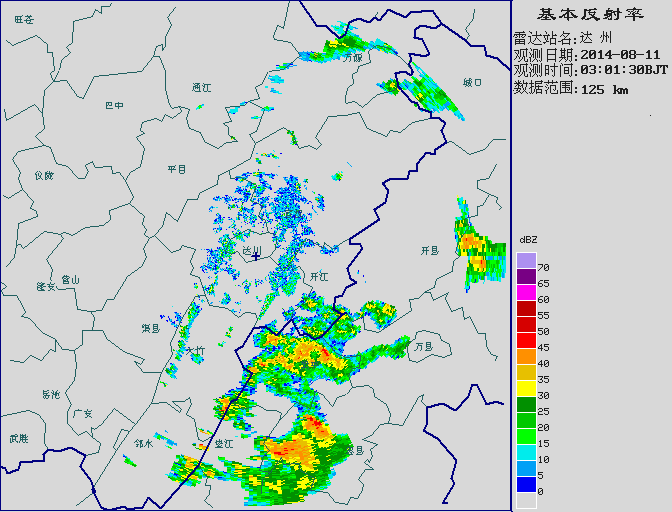 基本反射率
雷达站名:达 州
观测日期:2014-08-11
观测时间:03:01:30BJT
数据范围:125 km
dBZ
70
65
60
55
50
45
40
35
30
25
20
15
10
5
0
旺苍
万源
城口
通江
巴中
仪陇
平昌
达川
开县
开江
营山
渠县
大竹
万县
岳池
广安
武胜
邻水
垫江